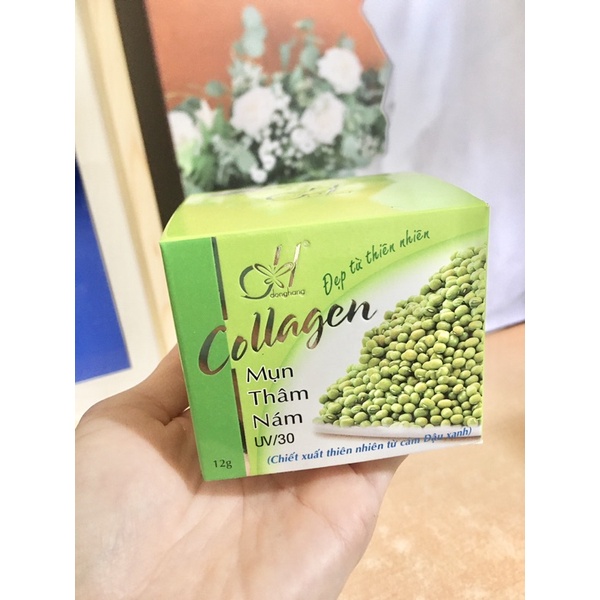 donghang
Đẹp từ thiên nhiên
Collagen
Mụn
Thâm
Nám
UV/30
12g
(Chiết xuất thiên nhiên từ cám Đậu xanh)